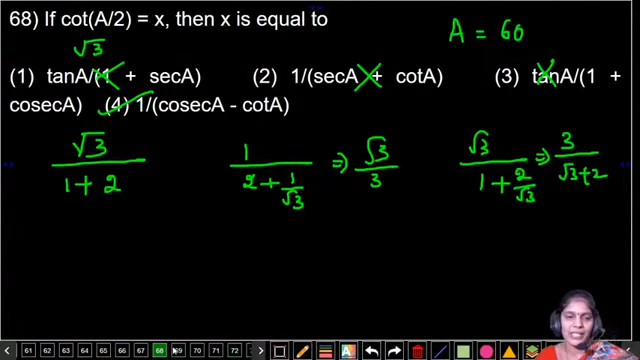 68) If cot(A/2) = x, then x is equal to
A = 60
√3
(1) tanA/(1 + secA) (2) 1/(secA + cotA) (3) tanA/(1 +
cosecA) (4) 1/(cosecA - cotA)
√3 / 1 + 2
1 / 2 + 1/√3 ⇒ √3 / 3
√3 / 1 + 2/√3 ⇒ 3 / √3 + 2
61 62 63 64 65 66 67 68 69 70 71 72